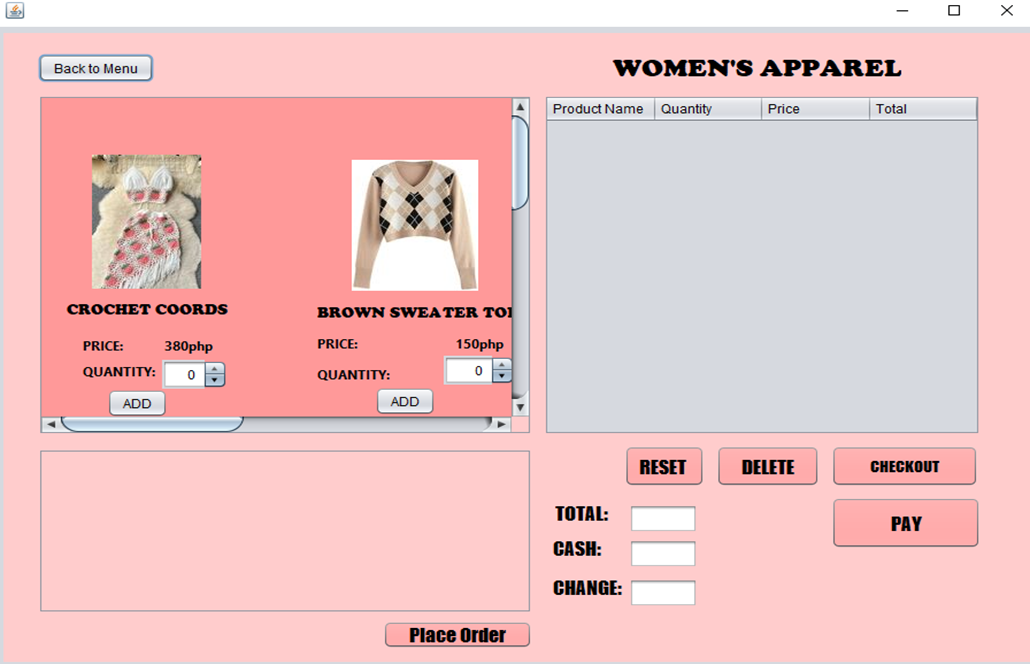 Back to Menu
WOMEN'S APPAREL
CROCHET COORDS
PRICE: 380php
QUANTITY: 0
ADD
BROWN SWEATER TO
PRICE: 150php
QUANTITY: 0
ADD
Product Name Quantity Price Total
RESET DELETE CHECKOUT
PAY
TOTAL:
CASH:
CHANGE:
Place Order